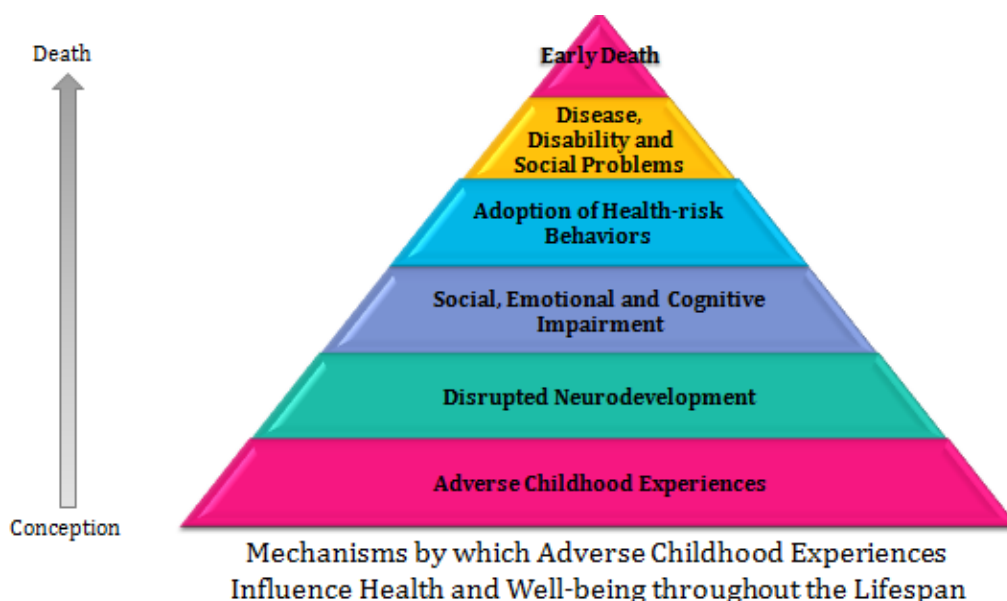 Death
Early Death
Disease,
Disability and
Social Problems
Adoption of Health-risk
Behaviors
Social, Emotional and Cognitive
Impairment
Disrupted Neurodevelopment
Adverse Childhood Experiences
Conception
Mechanisms by which Adverse Childhood Experiences
Influence Health and Well-being throughout the Lifespan